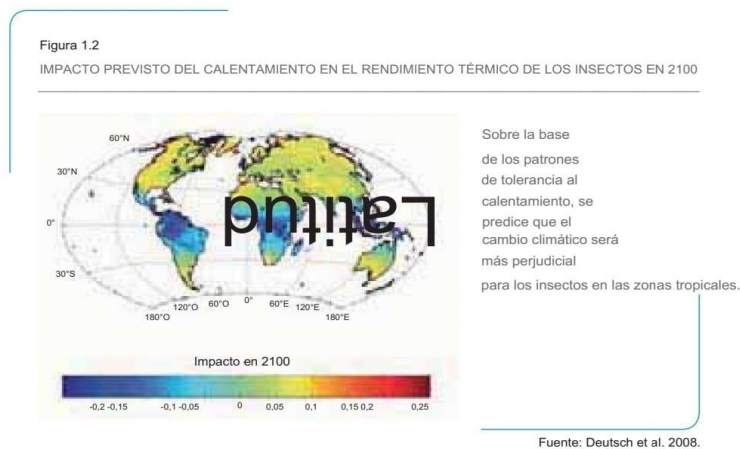 Figura 1.2
IMPACTO PREVISTO DEL CALENTAMIENTO EN EL RENDIMIENTO TÉRMICO DE LOS INSECTOS EN 2100
60°N
30°N
0°
30°S
Latitud
180°O 120°O 60°O 0° 60°E 120°E 180°E
Impacto en 2100
-0,2 -0,15 -0,1 -0,05 0 0,05 0,1 0,15 0,2 0,25
Sobre la base
de los patrones
de tolerancia al
calentamiento, se
predice que el
cambio climático será
más perjudicial
para los insectos en las zonas tropicales.
Fuente: Deutsch et al. 2008.